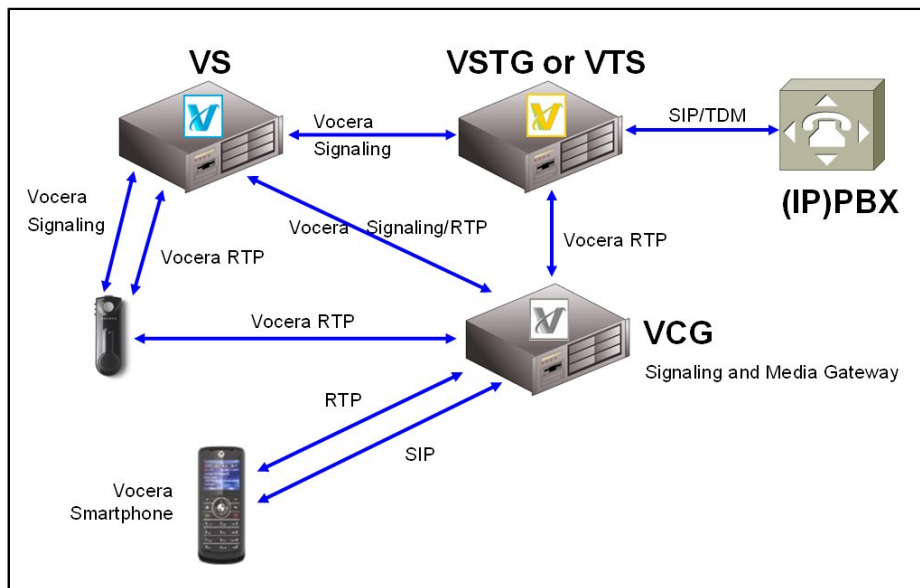 VS
VSTG or VTS
Vocera
Signaling
SIP/TDM
(IP)PBX
Vocera
Signaling
Vocera RTP
Vocera Signaling/RTP
Vocera RTP
Vocera RTP
VCG
Signaling and Media Gateway
RTP
SIP
Vocera
Smartphone